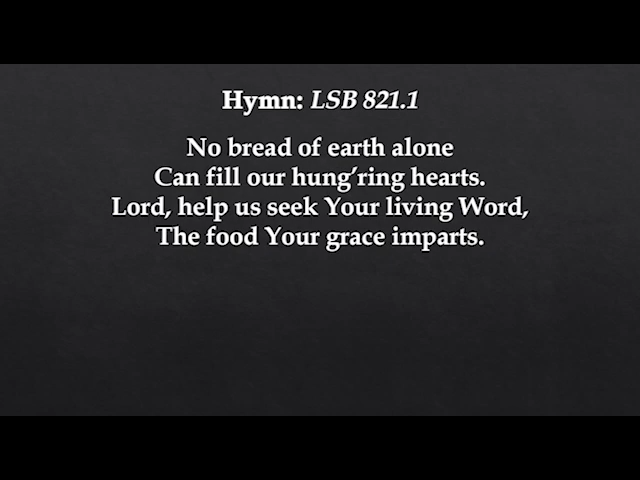 Hymn: LSB 821.1
No bread of earth alone
Can fill our hung’ring hearts.
Lord, help us seek Your living Word,
The food Your grace imparts.